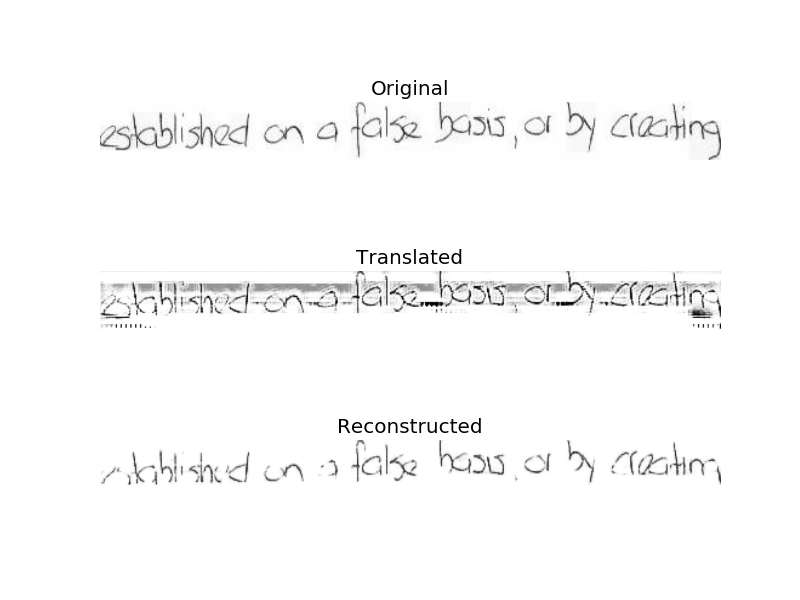 Original
established on a false basis, or by creating
Translated
established on a false basis, or by creating
Reconstructed
established on a false basis, or by creating